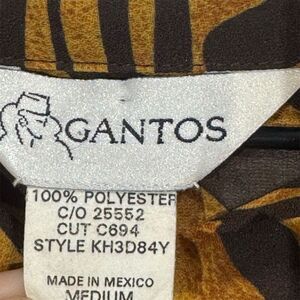 GANTOS
100% POLYESTER
C/O 25552
CUT C694
STYLE KH3D84Y
MADE IN MEXICO
MEDIUM